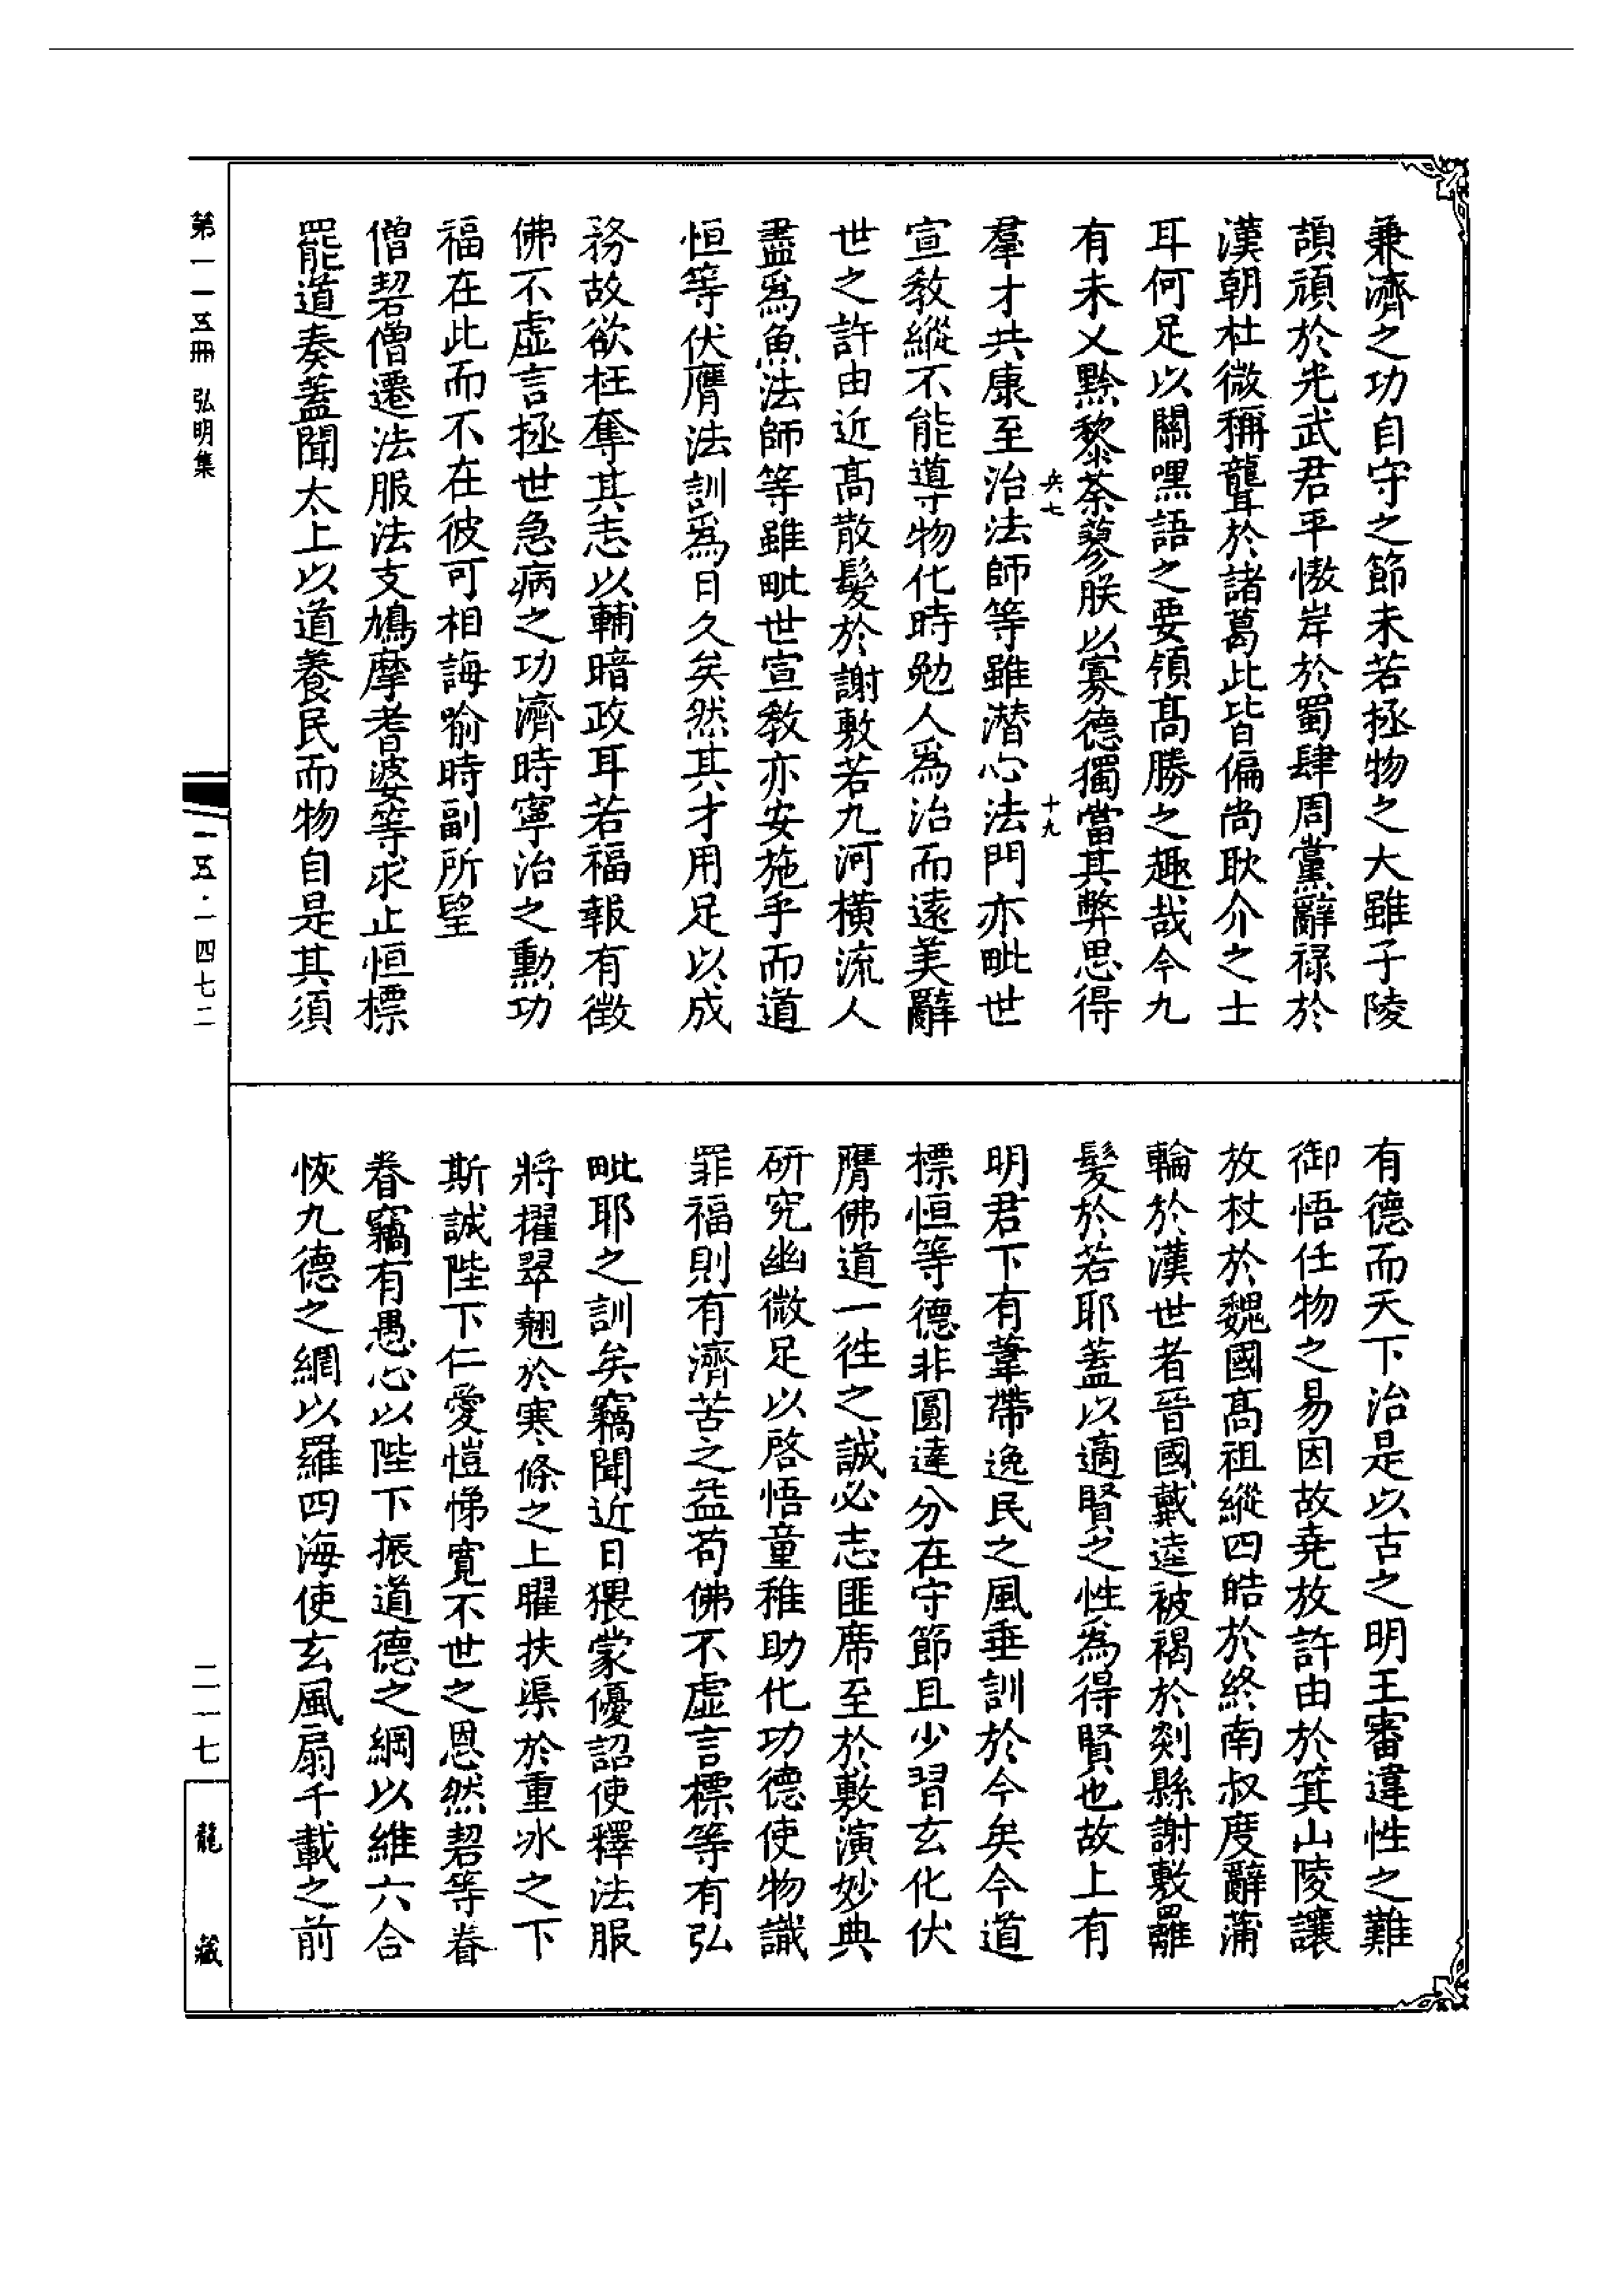 兼濟之功自守之節未若拯物之大雖子陵
頡頏於光武君平慠岸於蜀肆周黨辭禄於
漢朝杜微稱聾於諸葛此皆偏尚耿介之士
耳何足以關嘿語之要領髙勝之趣哉今九
有未乂黔黎荼蓼朕以寡德獨當其弊思得
兵七 十九
羣才共康至治法師等雖潜心法門亦毗世
宣教縱不能導物化時勉人爲治而遠美辭
世之許由近髙散髮於謝敷若九河橫流人
盡爲魚法師等雖毗世宣教亦安施乎而道
恒等伏膺法訓爲日久矣然其才用足以成
務故欲枉奪其志以輔暗政耳若福報有徵
佛不虛言拯世急病之功濟時寧治之勳功
福在此而不在彼可相誨喻時副所望
僧䂮僧遷法服法支鳩摩耆婆等求止恒標
罷道奏蓋聞太上以道養民而物自是其須
有德而天下治是以古之明王審違性之難
御悟任物之易因故堯放許由於箕山陵讓
放杖於魏國髙祖縱四皓於終南叔度辭蒲
輪於漢世者晉國戴逵被褐於剡縣謝敷羅
髮於若耶蓋以適賢之性爲得賢也故上有
明君下有韋帶逸民之風垂訓於今矣今道
標恒等德非圓達分在守節且少習玄化伏
膺佛道一徃之誠必志匪席至於敷演妙典
研究幽微足以啓悟童稚助化功德使物識
罪福則有濟苦之益苟佛不虛言標等有弘
毗耶之訓矣竊聞近日猥蒙優詔使釋法服
將擢翠翹於寒條之上曜扶渠於重冰之下
斯誠陛下仁愛愷悌寬不世之恩然䂮等眷
眷竊有愚心以陛下振道德之綱以維六合
恢九德之網以羅四海使玄風扇千載之前
第一一五冊 弘明集
一五·一四七二
二一七
龍藏